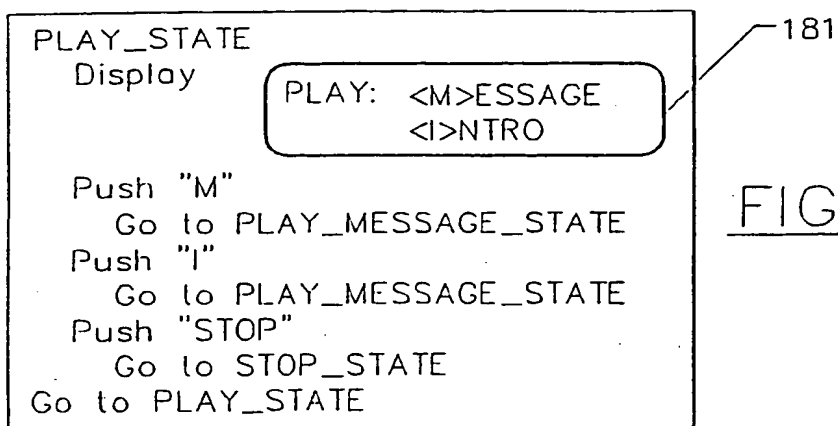 PLAY_STATE
181
Display
PLAY: <M>ESSAGE
<I>NTRO
Push "M"
Go to PLAY_MESSAGE_STATE
FIG
Push "I"
Go to PLAY_MESSAGE_STATE
Push "STOP"
Go to STOP_STATE
Go to PLAY_STATE